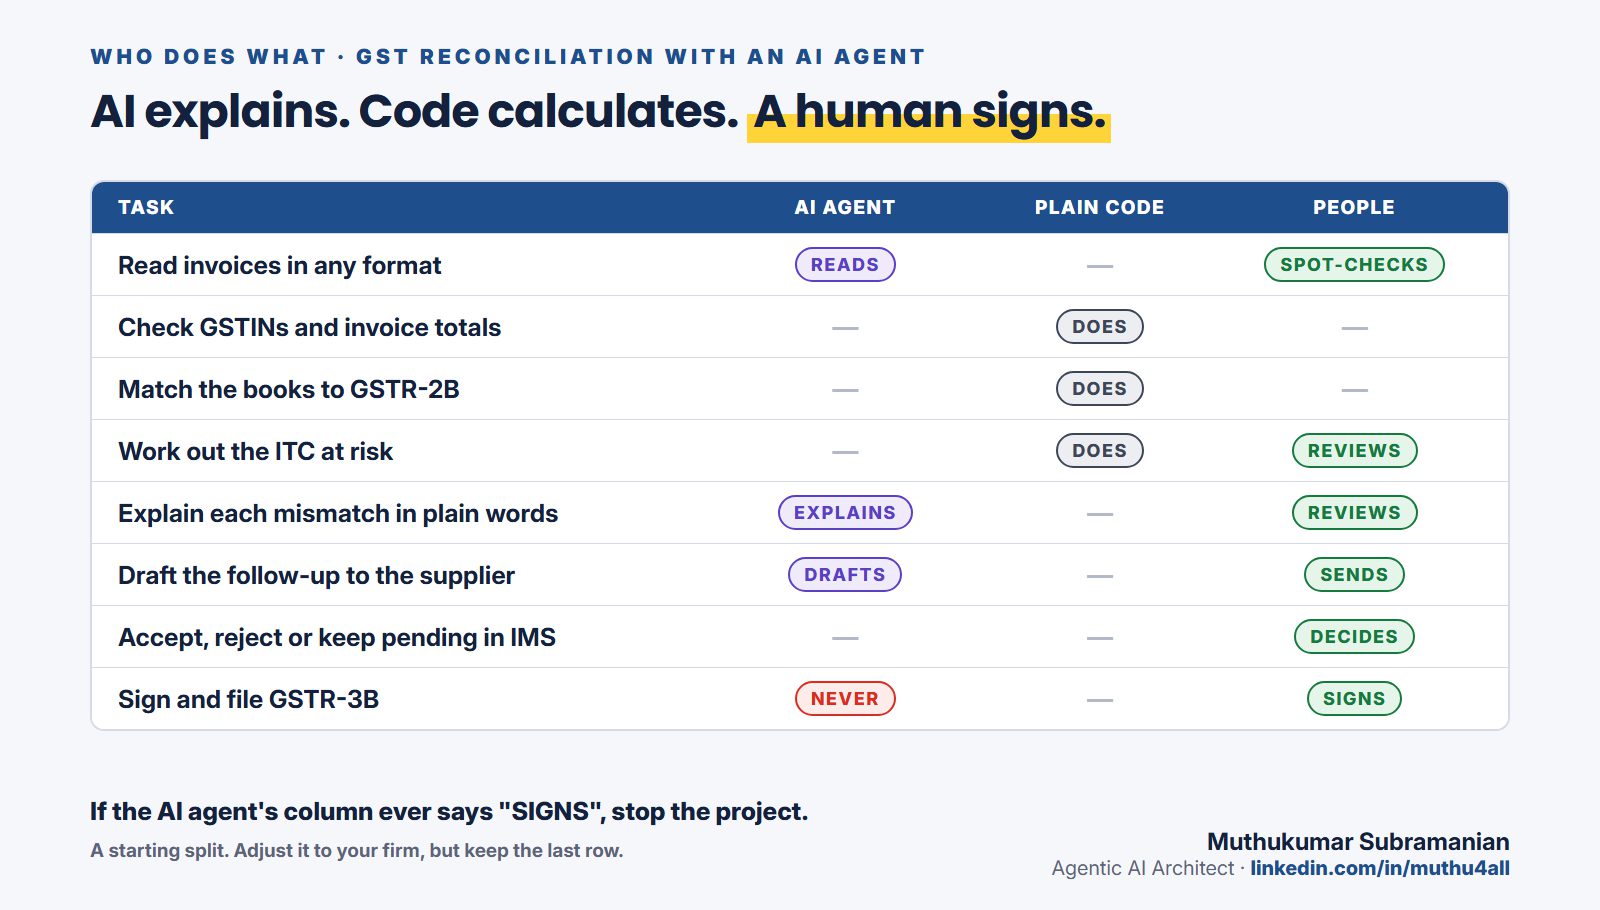 WHO DOES WHAT · GST RECONCILIATION WITH AN AI AGENT
AI explains. Code calculates. A human signs.
TASK AI AGENT PLAIN CODE PEOPLE
Read invoices in any format READS — SPOT-CHECKS
Check GSTINs and invoice totals — DOES —
Match the books to GSTR-2B — DOES —
Work out the ITC at risk — DOES REVIEWS
Explain each mismatch in plain words EXPLAINS — REVIEWS
Draft the follow-up to the supplier DRAFTS — SENDS
Accept, reject or keep pending in IMS — — DECIDES
Sign and file GSTR-3B NEVER — SIGNS
If the AI agent's column ever says "SIGNS", stop the project.
A starting split. Adjust it to your firm, but keep the last row.
Muthukumar Subramanian
Agentic AI Architect · linkedin.com/in/muthu4all